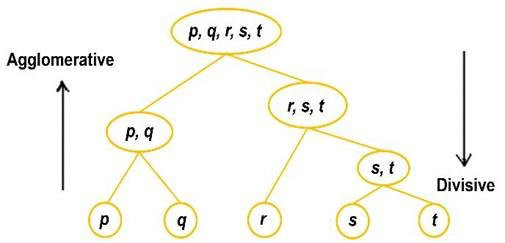 p, q, r, s, t
Agglomerative
r, s, t
p, q
s, t
Divisive
p
q
r
s
t